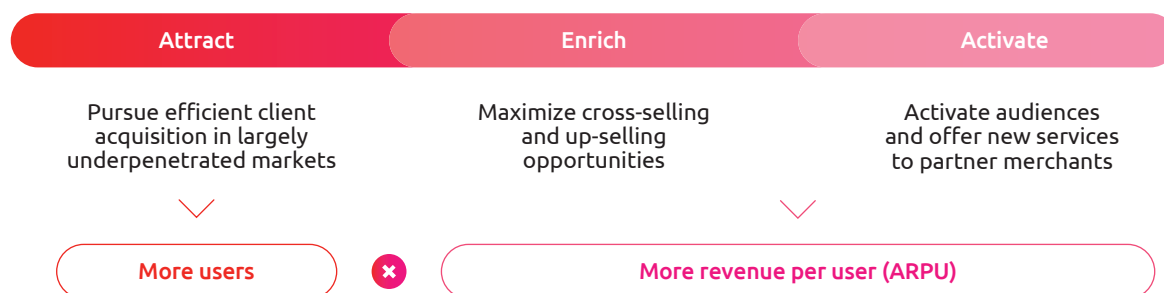 Attract
Enrich
Activate
Pursue efficient client
acquisition in largely
underpenetrated markets
Maximize cross-selling
and up-selling
opportunities
Activate audiences
and offer new services
to partner merchants
More users
More revenue per user (ARPU)